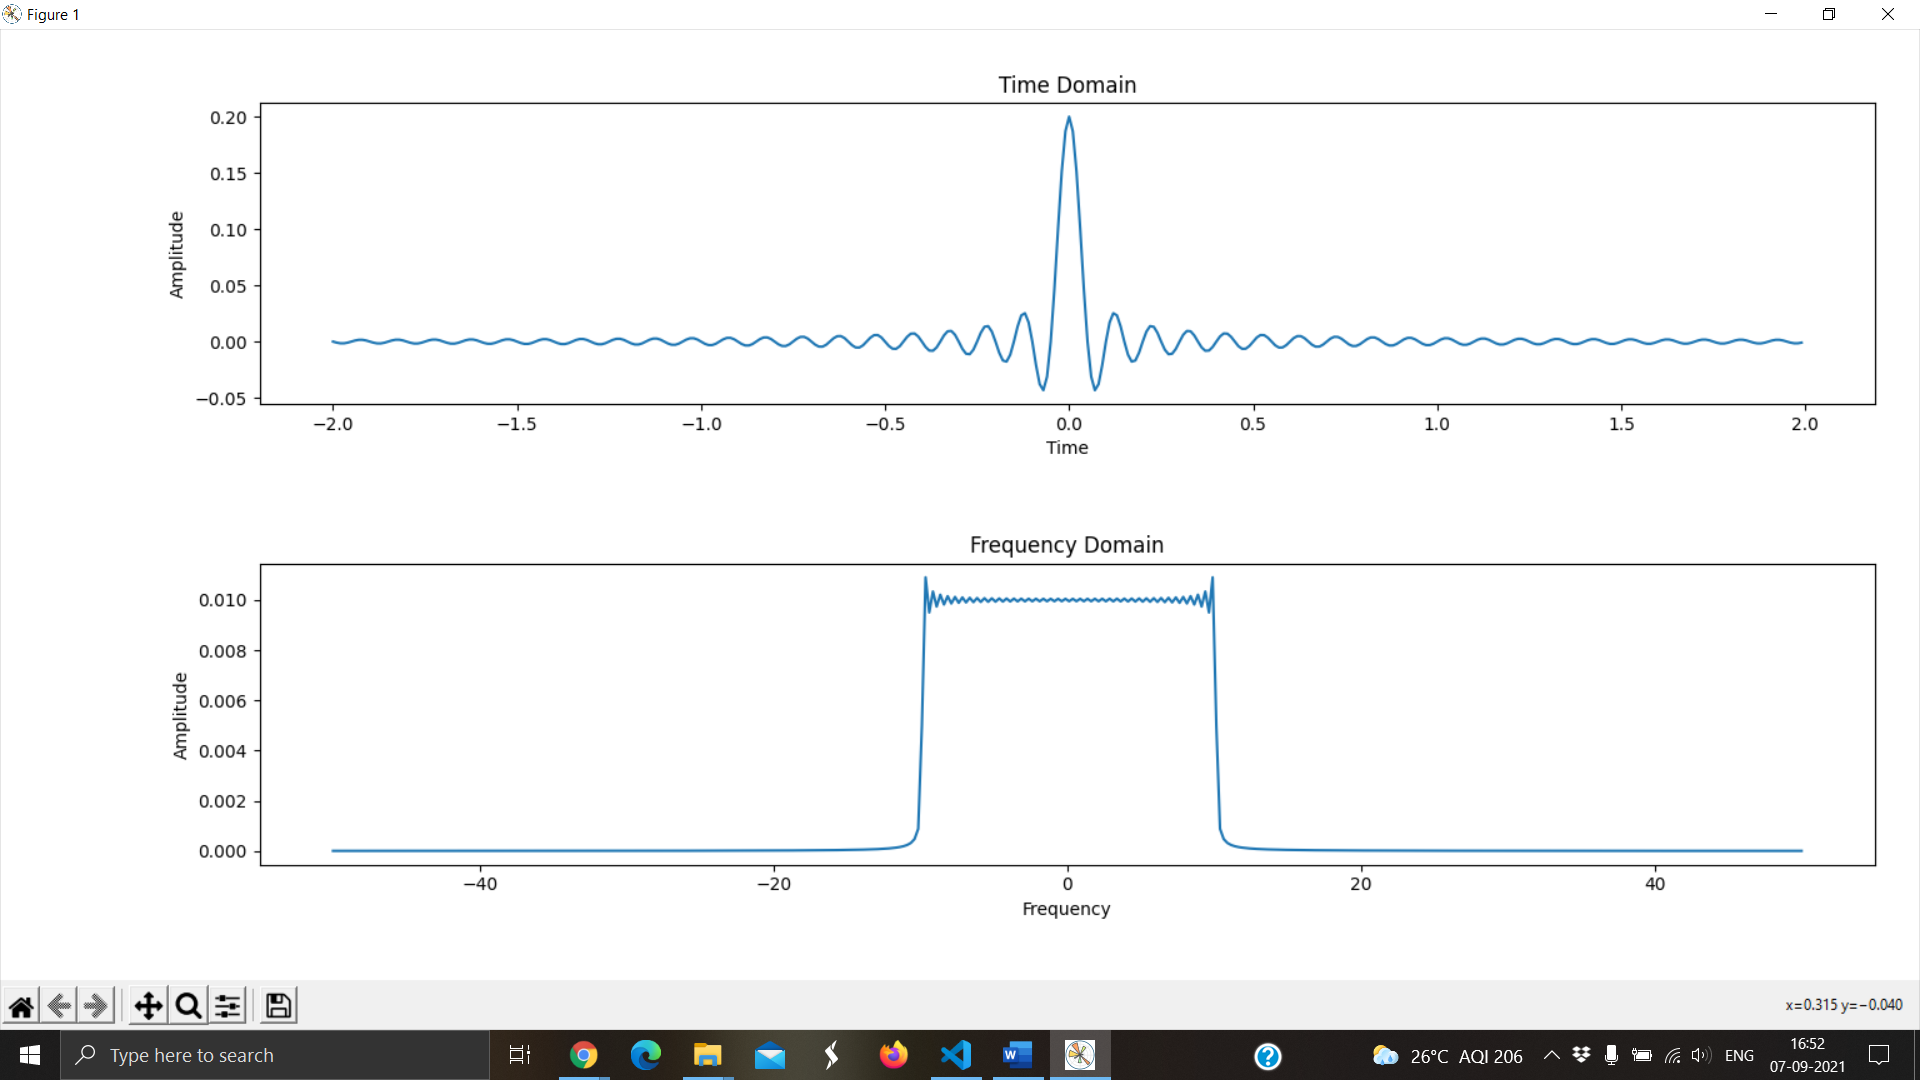 Figure 1
Time Domain
0.20
0.15
0.10
0.05
0.00
−0.05
Amplitude
−2.0 −1.5 −1.0 −0.5 0.0 0.5 1.0 1.5 2.0
Time
Frequency Domain
0.010
0.008
0.006
0.004
0.002
0.000
Amplitude
−40 −20 0 20 40
Frequency
x=0.315 y=−0.040
Type here to search
26°C AQI 206
ENG
16:52
07-09-2021